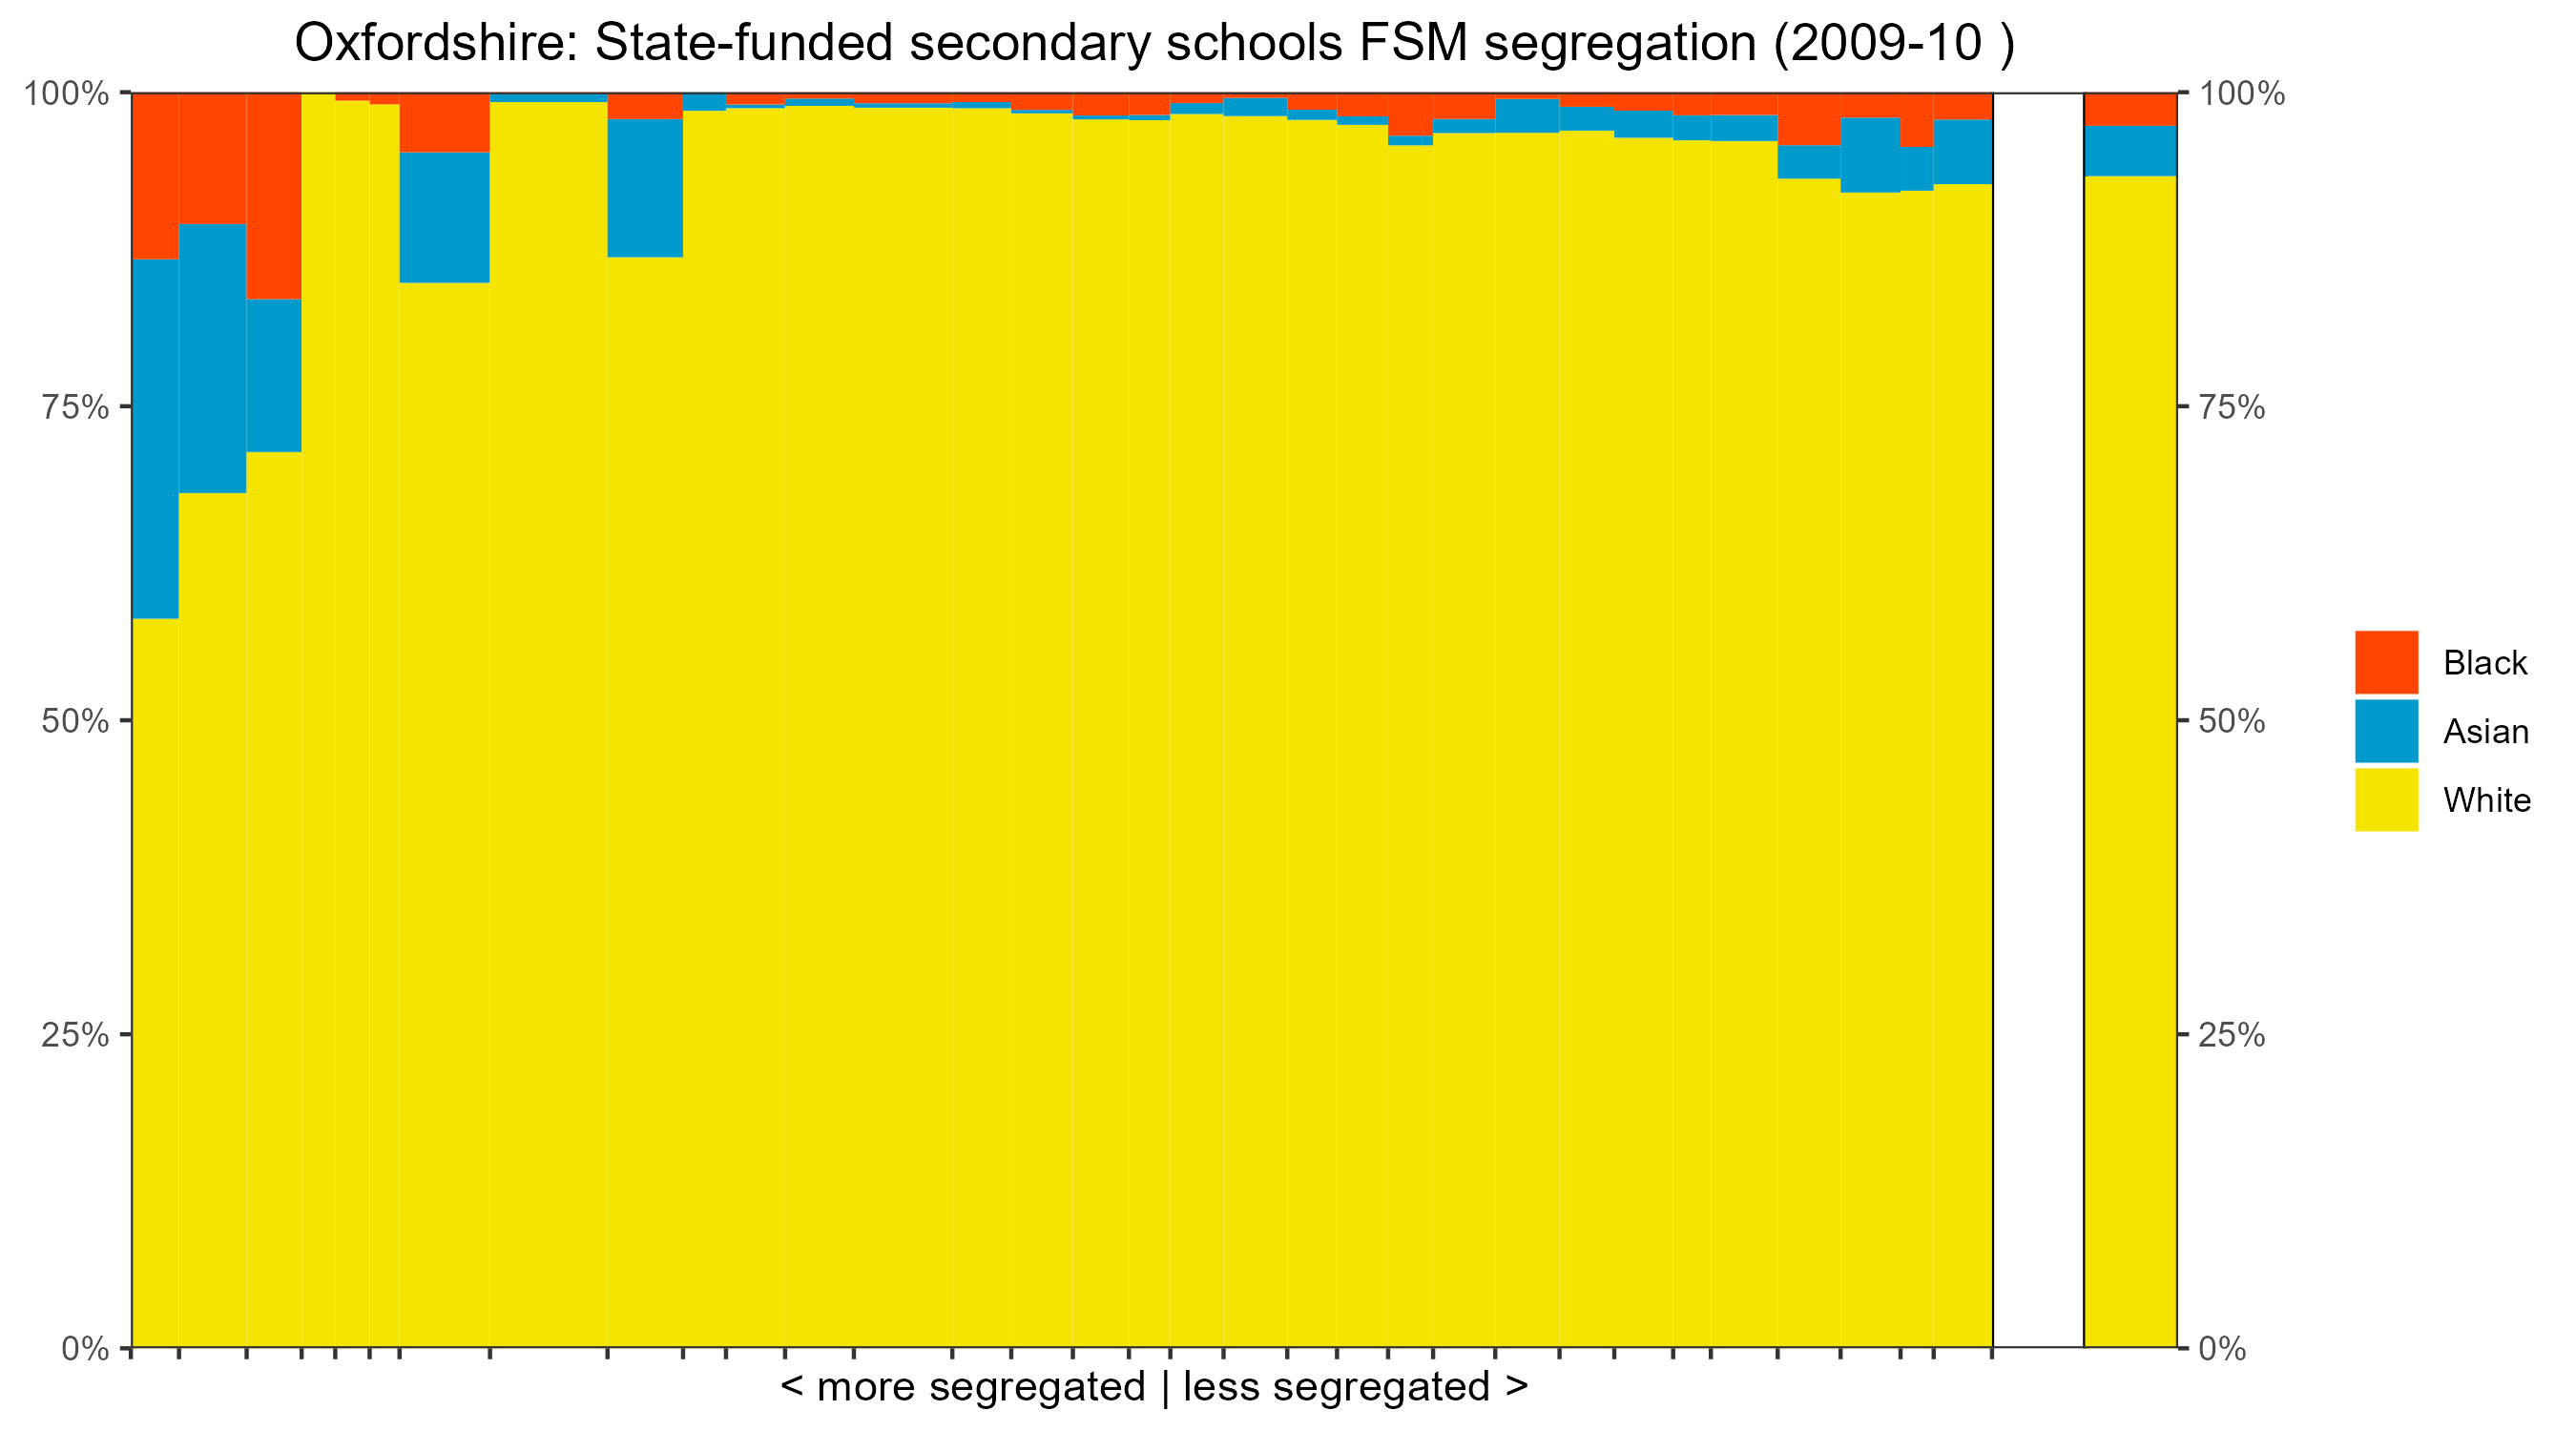 Oxfordshire: State-funded secondary schools FSM segregation (2009-10 )
100%
75%
50%
25%
0%
100%
75%
50%
25%
0%
Black
Asian
White
< more segregated | less segregated >